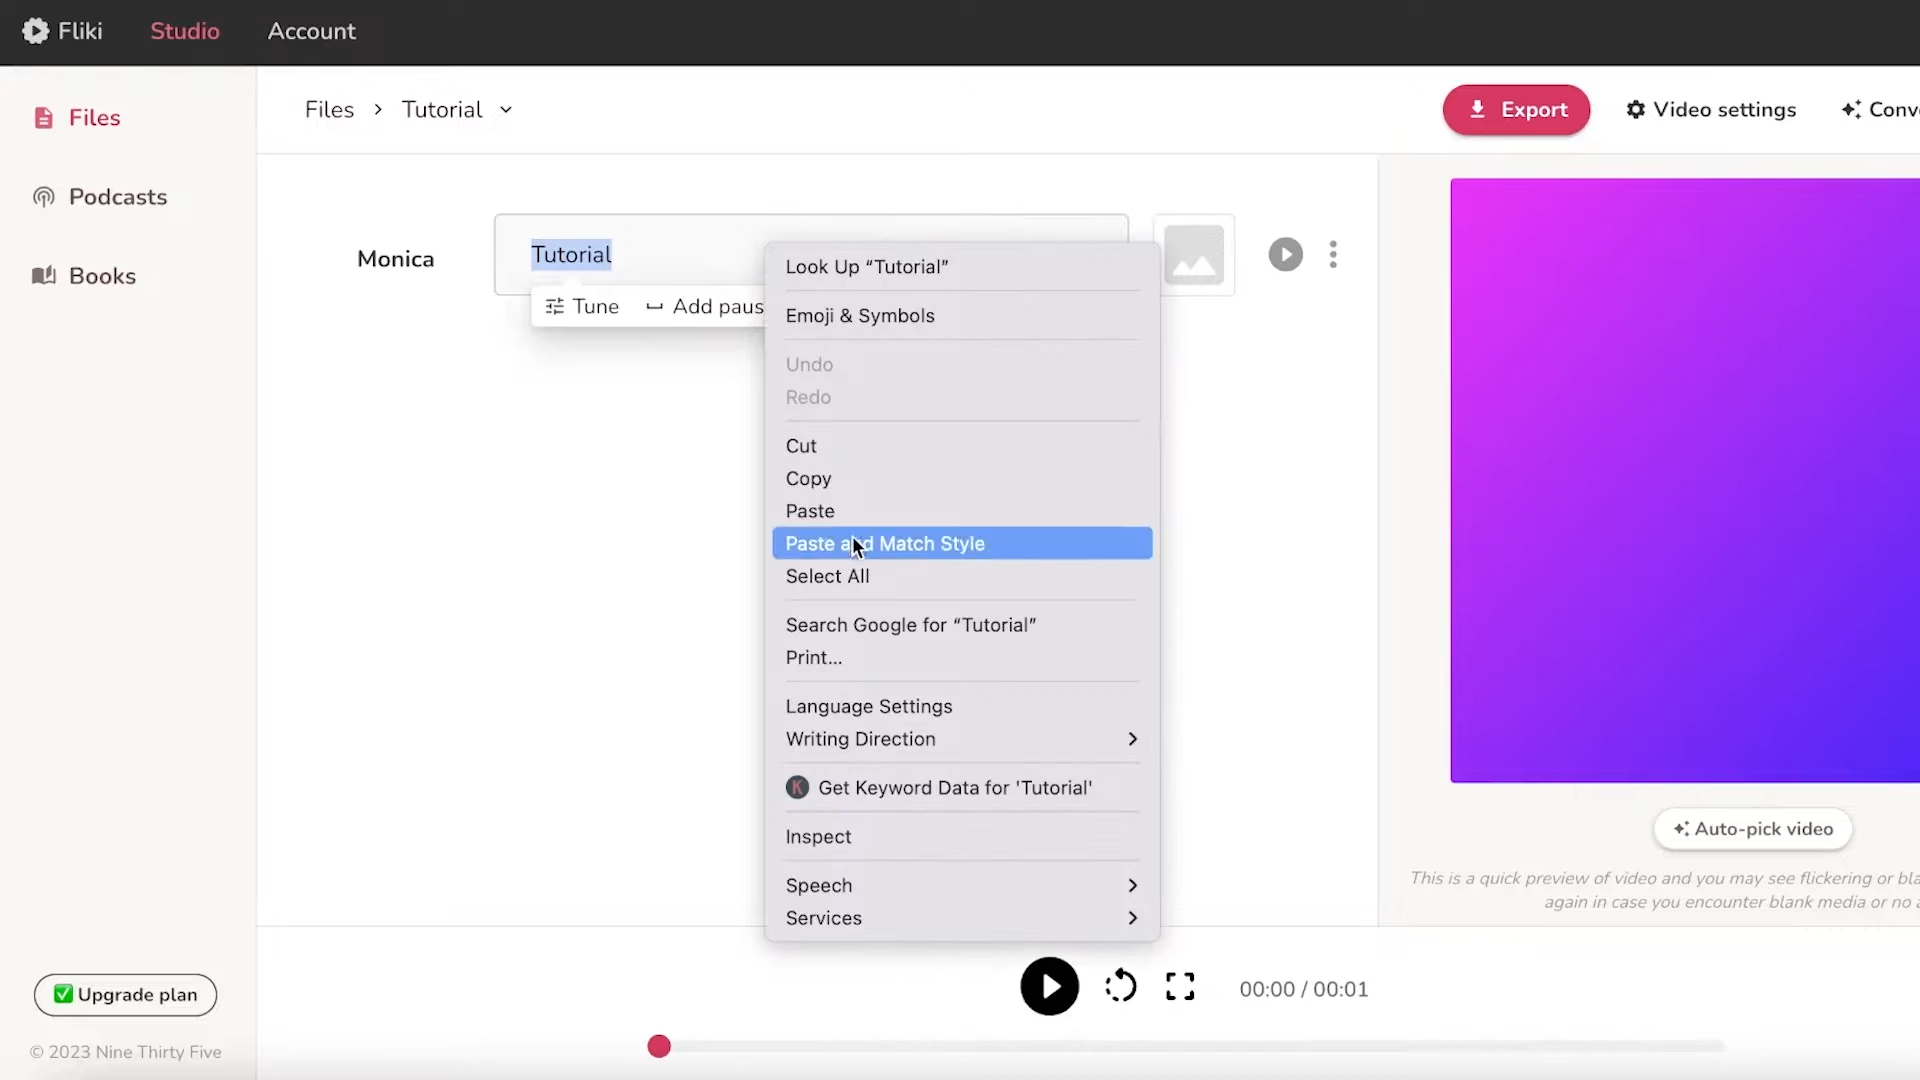 Fliki
Studio
Account
Files
Podcasts
Books
Files > Tutorial
Export
Video settings
Monica
Tutorial
Tune
Add
Look Up “Tutorial”
Emoji & Symbols
Undo
Redo
Cut
Copy
Paste
Paste and Match Style
Select All
Search Google for “Tutorial”
Print...
Language Settings
Writing Direction
K Get Keyword Data for 'Tutorial'
Inspect
Speech
Services
Auto-pick video
This is a quick preview of video and you may see flickering or
again in case you encounter blank media or no
00:00 / 00:01
Upgrade plan
© 2023 Nine Thirty Five